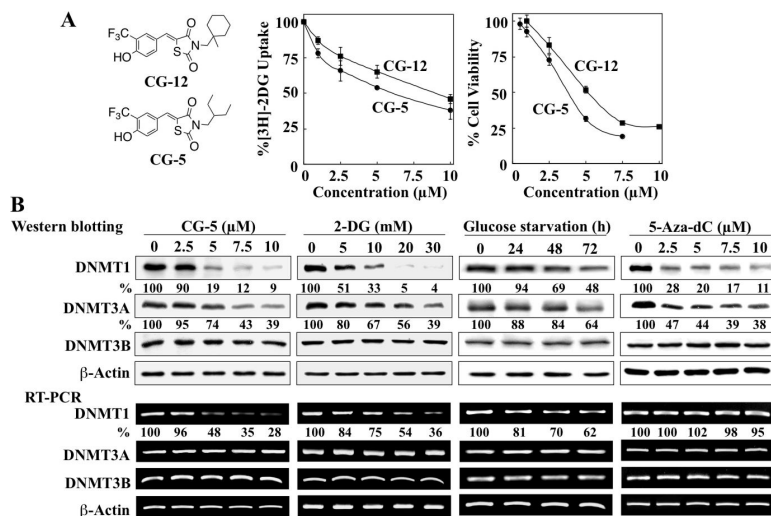 A
F₃C
HO
O
S
N
O
CG-12
F₃C
HO
O
S
N
O
CG-5
%[3H]-2DG Uptake
100
75
50
25
0
CG-12
CG-5
0 2.5 5 7.5 10
Concentration (µM)
% Cell Viability
100
75
50
25
0
CG-12
CG-5
0 2.5 5 7.5 10
Concentration (µM)
B
Western blotting CG-5 (µM) 2-DG (mM) Glucose starvation (h) 5-Aza-dC (µM)
0 2.5 5 7.5 10 0 5 10 20 30 0 24 48 72 0 2.5 5 7.5 10
DNMT1
% 100 90 19 12 9 100 51 33 5 4 100 94 69 48 100 28 20 17 11
DNMT3A
% 100 95 74 43 39 100 80 67 56 39 100 88 84 64 100 47 44 39 38
DNMT3B
β-Actin
RT-PCR
DNMT1
% 100 96 48 35 28 100 84 75 54 36 100 81 70 62 100 100 102 98 95
DNMT3A
DNMT3B
β-Actin